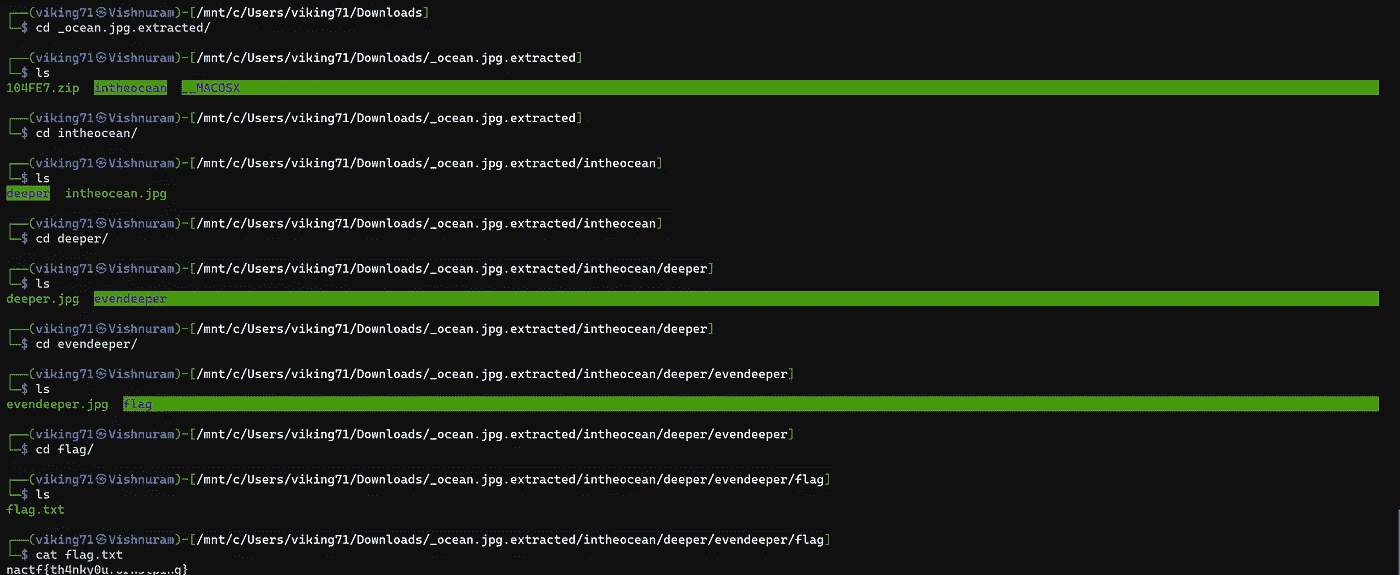 ┌──(viking71㉿Vishnuram)-[/mnt/c/Users/viking71/Downloads]
└─$ cd _ocean.jpg.extracted/
┌──(viking71㉿Vishnuram)-[/mnt/c/Users/viking71/Downloads/_ocean.jpg.extracted]
└─$ ls
104FE7.zip intheocean __MACOSX
┌──(viking71㉿Vishnuram)-[/mnt/c/Users/viking71/Downloads/_ocean.jpg.extracted]
└─$ cd intheocean/
┌──(viking71㉿Vishnuram)-[/mnt/c/Users/viking71/Downloads/_ocean.jpg.extracted/intheocean]
└─$ ls
deeper intheocean.jpg
┌──(viking71㉿Vishnuram)-[/mnt/c/Users/viking71/Downloads/_ocean.jpg.extracted/intheocean]
└─$ cd deeper/
┌──(viking71㉿Vishnuram)-[/mnt/c/Users/viking71/Downloads/_ocean.jpg.extracted/intheocean/deeper]
└─$ ls
deeper.jpg evendeeper
┌──(viking71㉿Vishnuram)-[/mnt/c/Users/viking71/Downloads/_ocean.jpg.extracted/intheocean/deeper]
└─$ cd evendeeper/
┌──(viking71㉿Vishnuram)-[/mnt/c/Users/viking71/Downloads/_ocean.jpg.extracted/intheocean/deeper/evendeeper]
└─$ ls
evendeeper.jpg flag
┌──(viking71㉿Vishnuram)-[/mnt/c/Users/viking71/Downloads/_ocean.jpg.extracted/intheocean/deeper/evendeeper]
└─$ cd flag/
┌──(viking71㉿Vishnuram)-[/mnt/c/Users/viking71/Downloads/_ocean.jpg.extracted/intheocean/deeper/evendeeper/flag]
└─$ ls
flag.txt
┌──(viking71㉿Vishnuram)-[/mnt/c/Users/viking71/Downloads/_ocean.jpg.extracted/intheocean/deeper/evendeeper/flag]
└─$ cat flag.txt